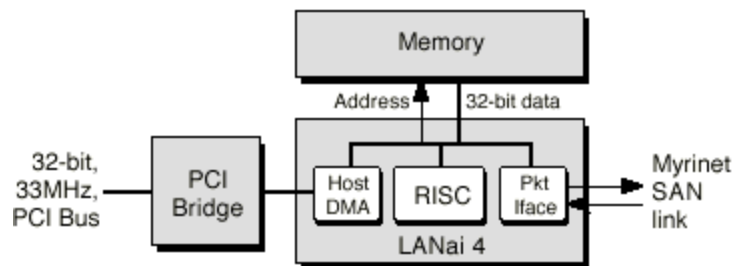 Memory
Address
32-bit data
32-bit,
33MHz,
PCI Bus
PCI
Bridge
Host
DMA
RISC
Pkt
Iface
LANai 4
Myrinet
SAN
link